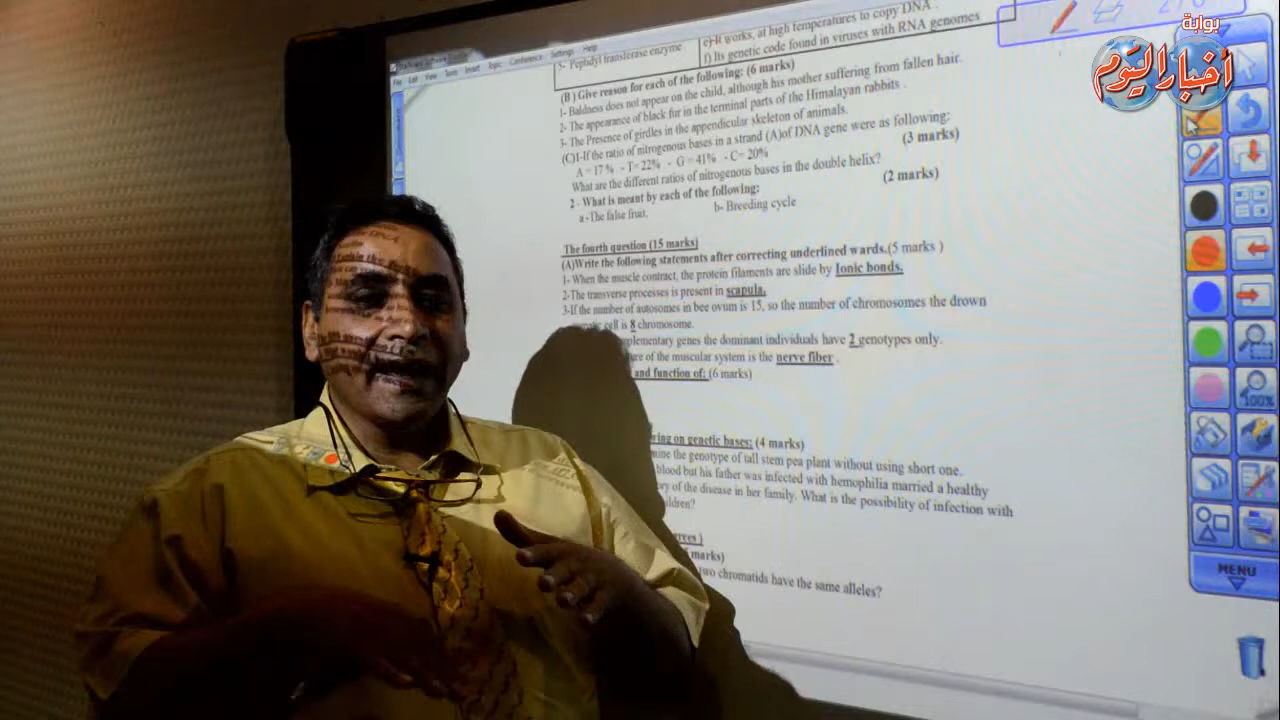 بوابة
أخبار اليوم
e)-It works, at high temperatures to copy DNA .
5- Peptidyl transferase enzyme
f) Its genetic code found in viruses with RNA genomes
(B) Give reason for each of the following: (6 marks)
1- Baldness does not appear on the child, although his mother suffering from fallen hair.
2- The appearance of black fur in the terminal parts of the Himalayan rabbits .
3- The Presence of girdles in the appendicular skeleton of animals.
(C)1-If the ratio of nitrogenous bases in a strand (A)of DNA gene were as following:
A = 17 % - T= 22% - G = 41% - C= 20% (3 marks)
What are the different ratios of nitrogenous bases in the double helix?
2 - What is meant by each of the following: (2 marks)
a -The false fruit. b- Breeding cycle
The fourth question (15 marks)
(A)Write the following statements after correcting underlined wards.(5 marks )
1- When the muscle contract, the protein filaments are slide by Ionic bonds.
2-The transverse processes is present in scapula.
3-If the number of autosomes in bee ovum is 15, so the number of chromosomes the drown
cell is 8 chromosome.
genes the dominant individuals have 2 genotypes only.
of the muscular system is the nerve fiber .
and function of: (6 marks)
on genetic bases: (4 marks)
the genotype of tall stem pea plant without using short one.
blood but his father was infected with hemophilia married a healthy
of the disease in her family. What is the possibility of infection with
marks)
two chromatids have the same alleles?
100%
MENU